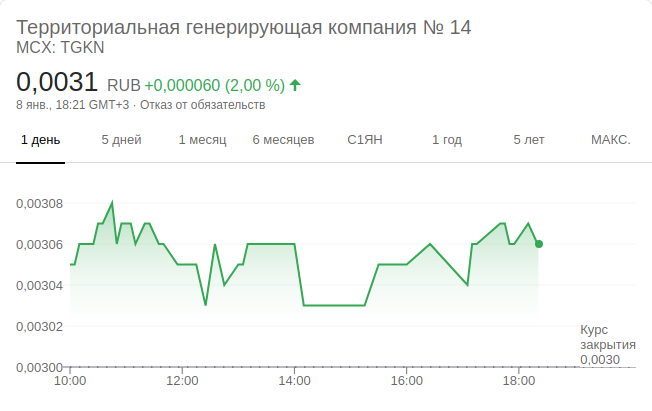 Территориальная генерирующая компания № 14
MCX: TGKN
0,0031 RUB +0,000060 (2,00 %)
8 янв., 18:21 GMT+3 · Отказ от обязательств
1 день 5 дней 1 месяц 6 месяцев С1ЯН 1 год 5 лет МАКС.
0,00308
0,00306
0,00304
0,00302
Курс
закрытия
0,0030
0,00300
10:00 12:00 14:00 16:00 18:00